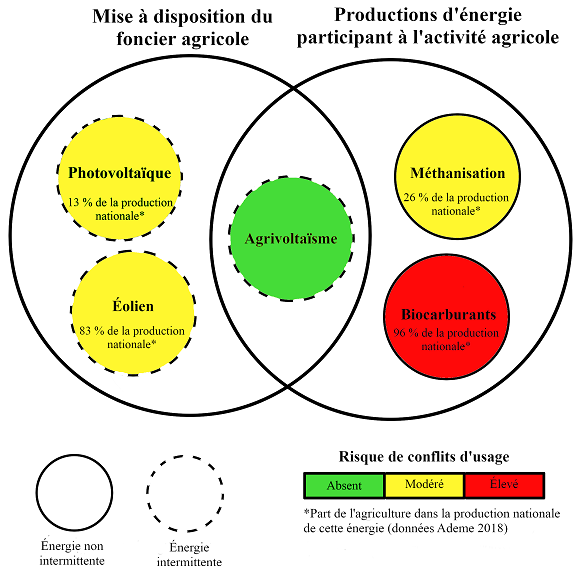 Mise à disposition du
foncier agricole
Productions d'énergie
participant à l'activité agricole
Photovoltaïque
13 % de la production
nationale*
Éolien
83 % de la production
nationale*
Agrivoltaïsme
Méthanisation
26 % de la production
nationale*
Biocarburants
96 % de la production
nationale*
Énergie non
intermittente
Énergie
intermittente
Risque de conflits d'usage
Absent
Modéré
Élevé
*Part de l'agriculture dans la production nationale
de cette énergie (données Ademe 2018)